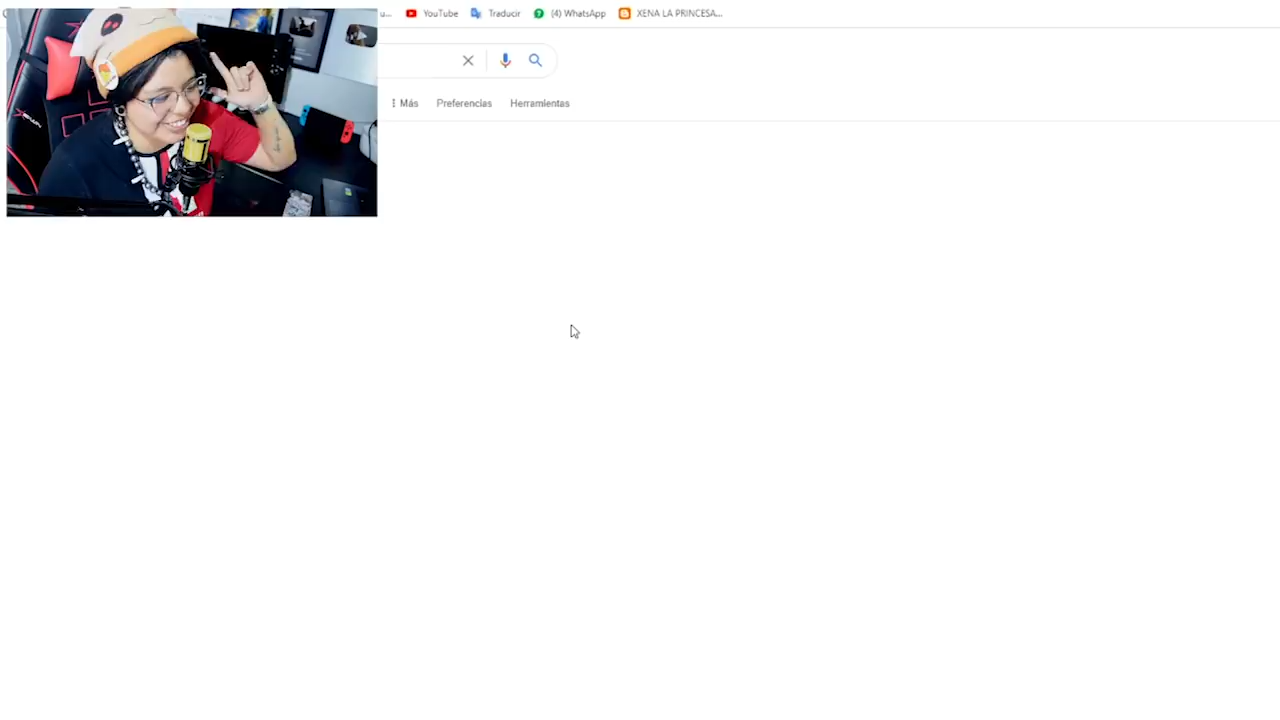 u... YouTube Traducir (4) WhatsApp XENA LA PRINCESA...
Más Preferencias Herramientas